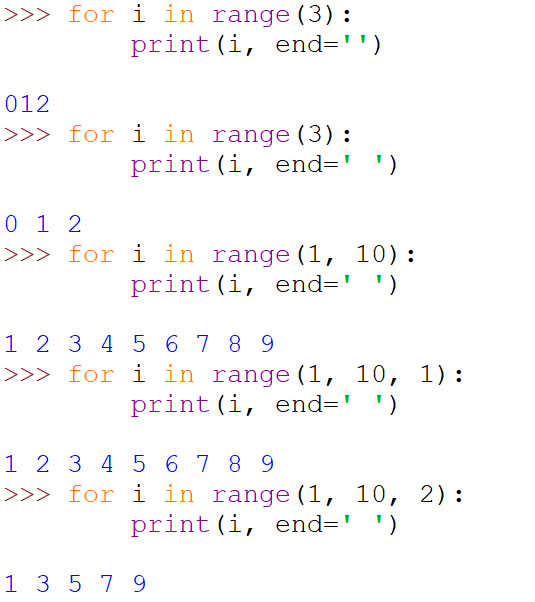 >>> for i in range(3):
        print(i, end='')

012
>>> for i in range(3):
        print(i, end=' ')

0 1 2
>>> for i in range(1, 10):
        print(i, end=' ')

1 2 3 4 5 6 7 8 9
>>> for i in range(1, 10, 1):
        print(i, end=' ')

1 2 3 4 5 6 7 8 9
>>> for i in range(1, 10, 2):
        print(i, end=' ')

1 3 5 7 9